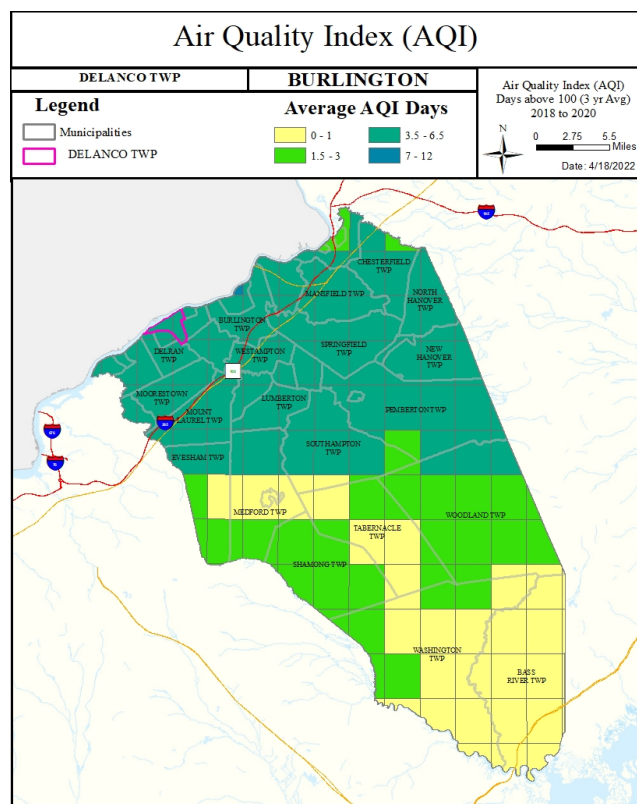 Air Quality Index (AQI)
DELANCO TWP
BURLINGTON
Legend
Municipalities
DELANCO TWP
Average AQI Days
0 - 1
3.5 - 6.5
1.5 - 3
7 - 12
Air Quality Index (AQI)
Days above 100 (3 yr Avg)
2018 to 2020
N
0 2.75 5.5
Miles
Date: 4/18/2022
CHESTERFIELD
TWP
MANSFIELD TWP
NORTH
HANOVER
TWP
BURLINGTON
TWP
DELRAN
TWP
WESTAMPTON
TWP
SPRINGFIELD
TWP
NEW
HANOVER
TWP
MOORESTOWN
TWP
LUMBERTON
TWP
MOUNT
LAUREL TWP
PEMBERTON TWP
EVESHAM TWP
SOUTHAMPTON
TWP
MEDFORD TWP
WOODLAND TWP
TABERNACLE
TWP
SHAMONG TWP
WASHINGTON
TWP
BASS
RIVER TWP